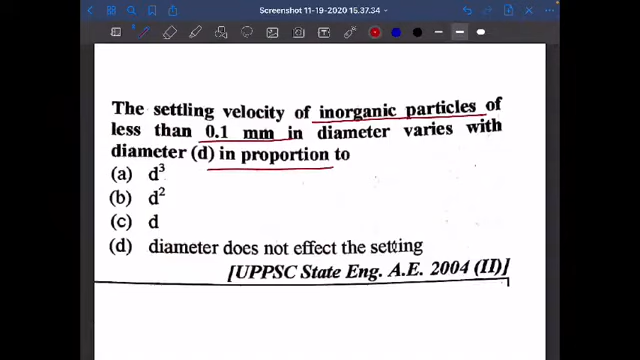 Screenshot 11-19-2020 15.37.34
The settling velocity of inorganic particles of
less than 0.1 mm in diameter varies with
diameter (d) in proportion to
(a) d³
(b) d²
(c) d
(d) diameter does not effect the setting
[UPPSC State Eng. A.E. 2004 (II)]